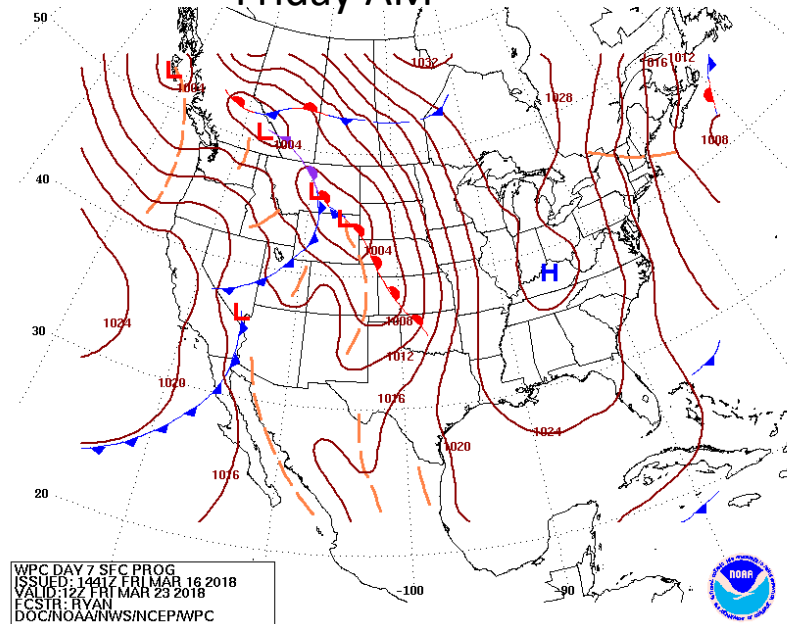 Friday AM
50
1032
1016
1012
L
1004
1028
L
1004
1008
40
L
L
1004
H
L
1024
1008
30
1012
1020
1016
1020
1024
1016
20
-100
-90
WPC DAY 7 SFC PROG
ISSUED: 1441Z FRI MAR 16 2018
VALID:12Z FRI MAR 23 2018
FCSTR: RYAN
DOC/NOAA/NWS/NCEP/WPC
NOAA